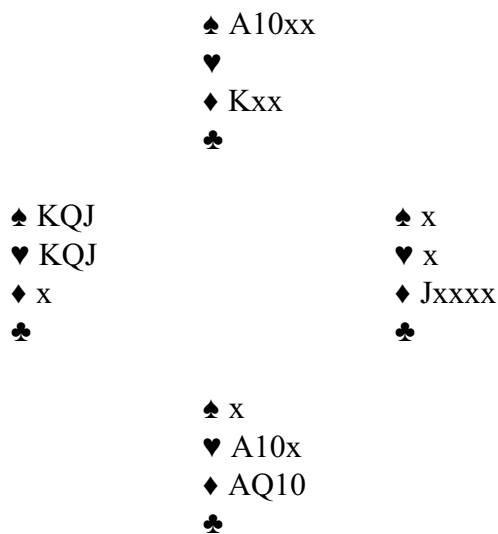 ♠ A10xx
♥
♦ Kxx
♣
♠ KQJ
♥ KQJ
♦ x
♣
♠ x
♥ x
♦ Jxxxx
♣
♠ x
♥ A10x
♦ AQ10
♣